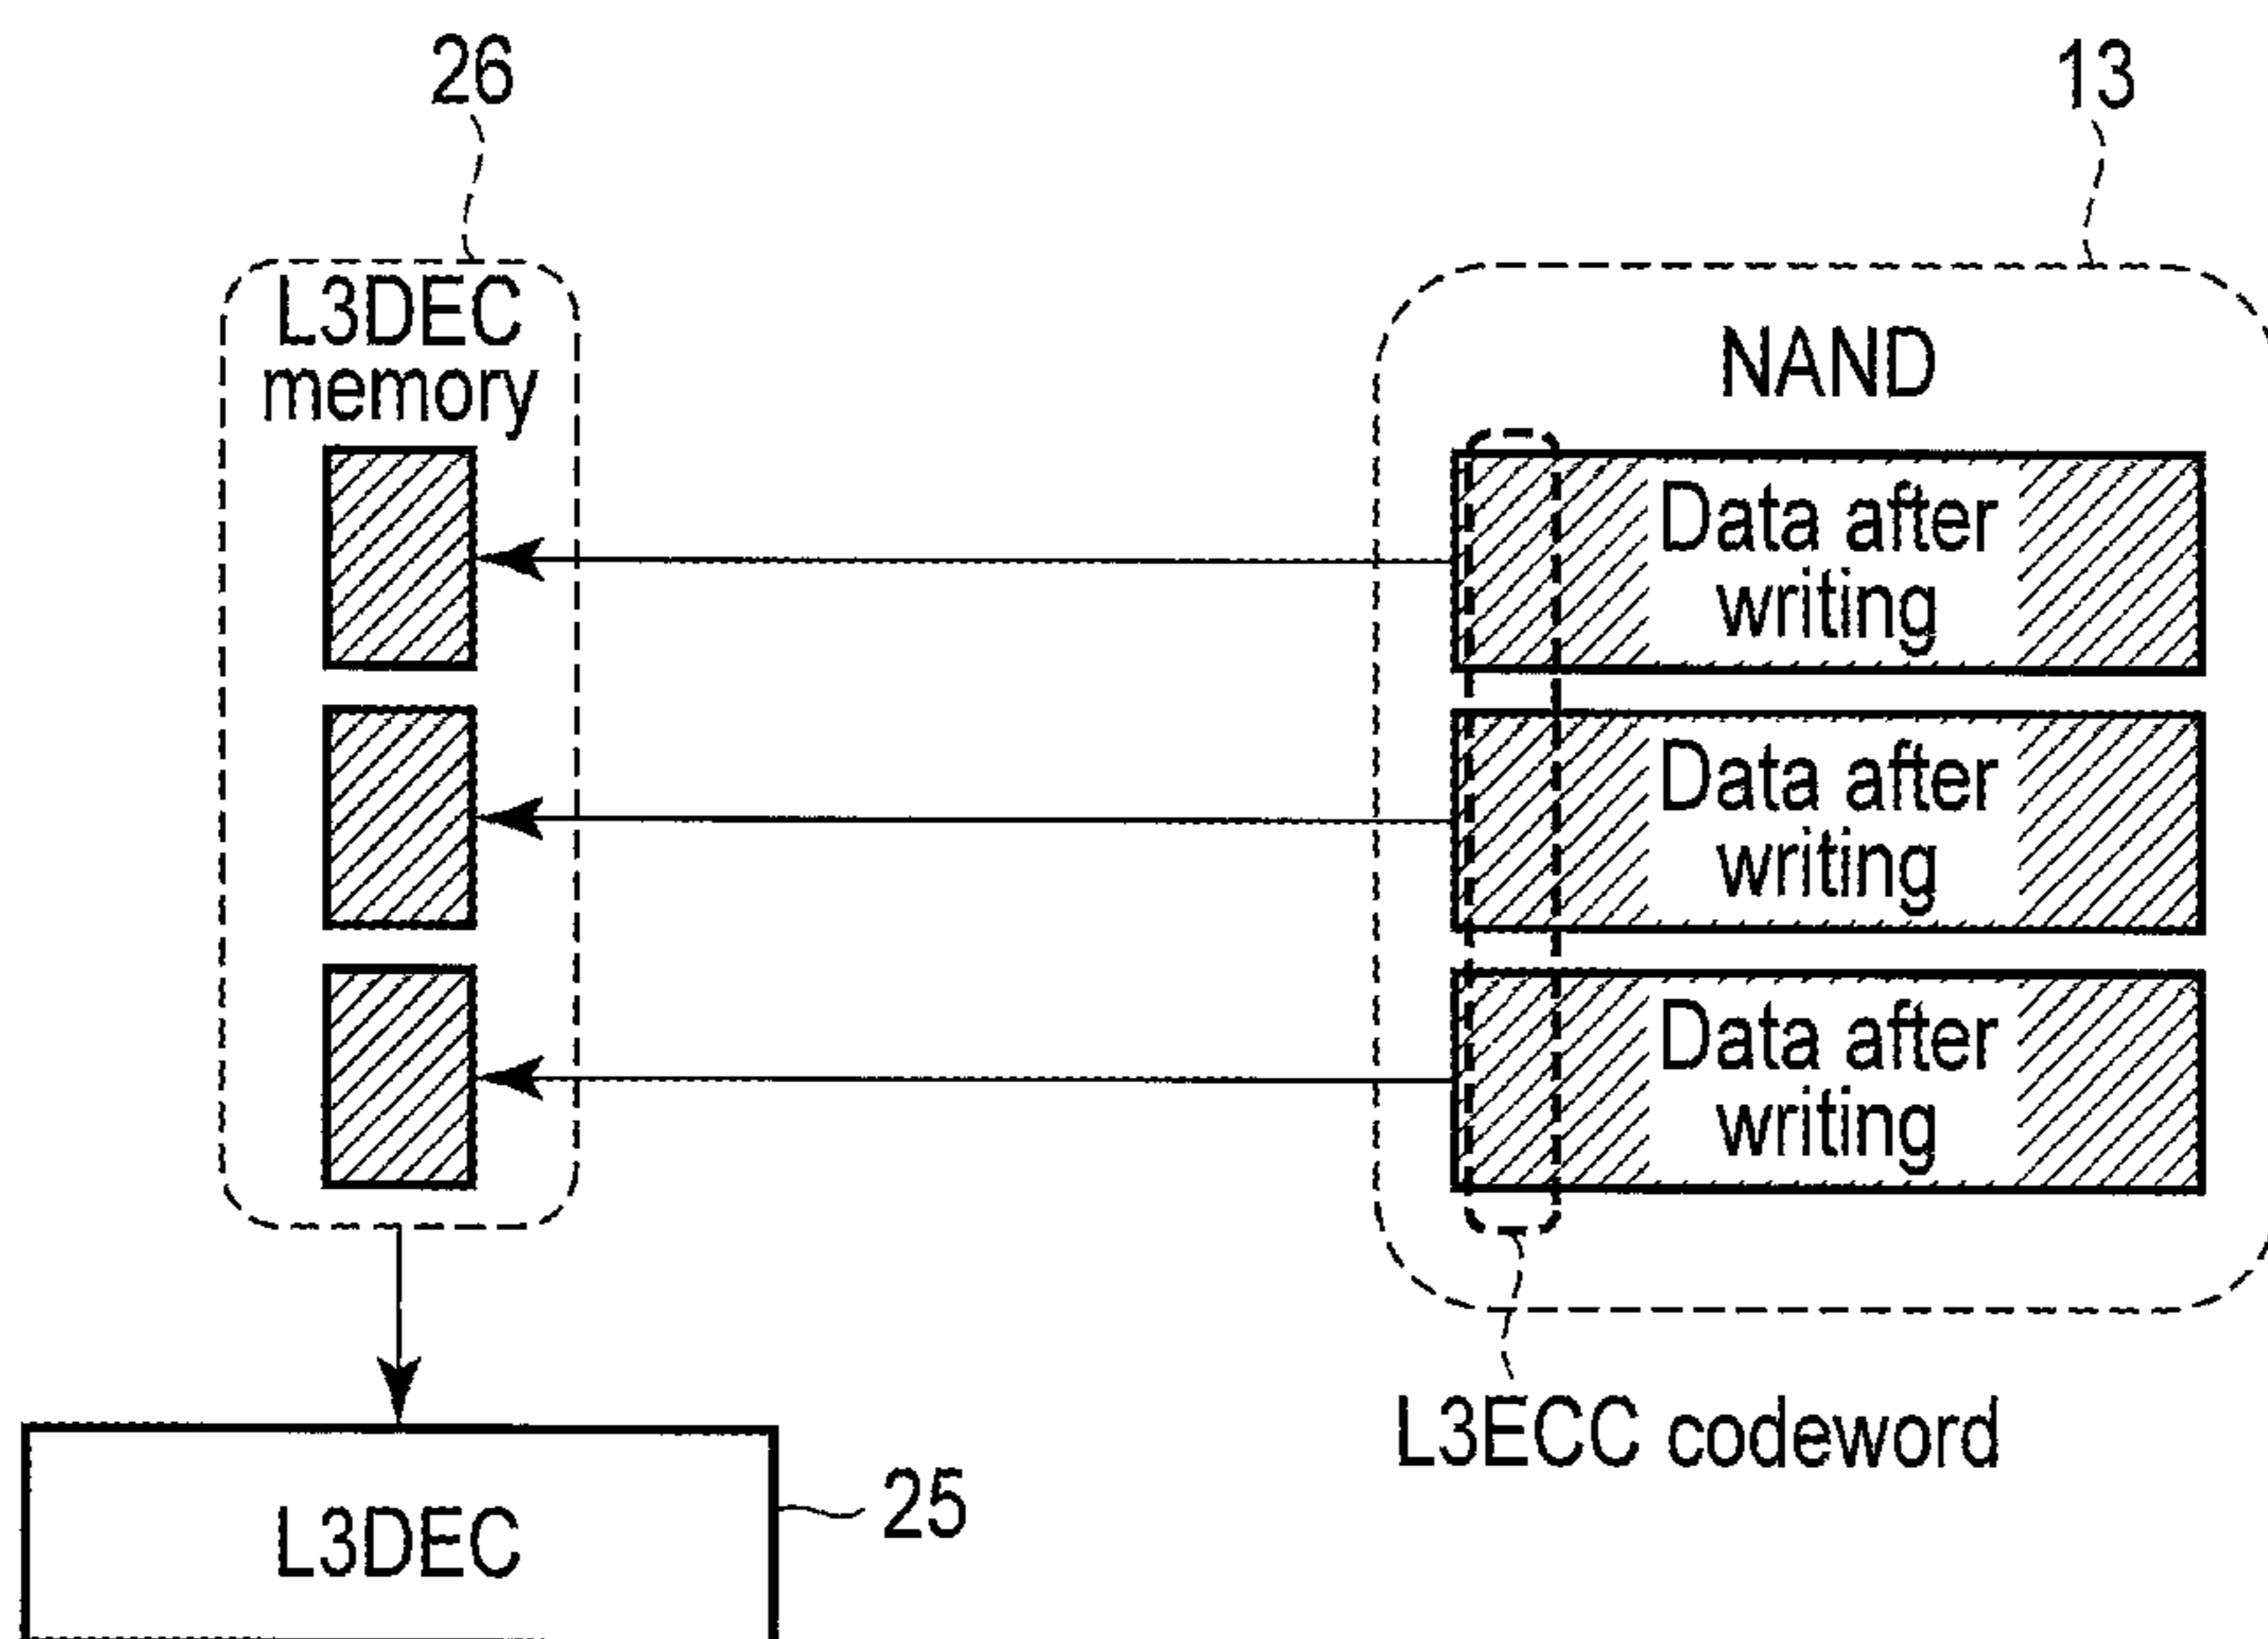 26
13
L3DEC
memory
NAND
Data after
writing
Data after
writing
Data after
writing
L3ECC codeword
25
L3DEC